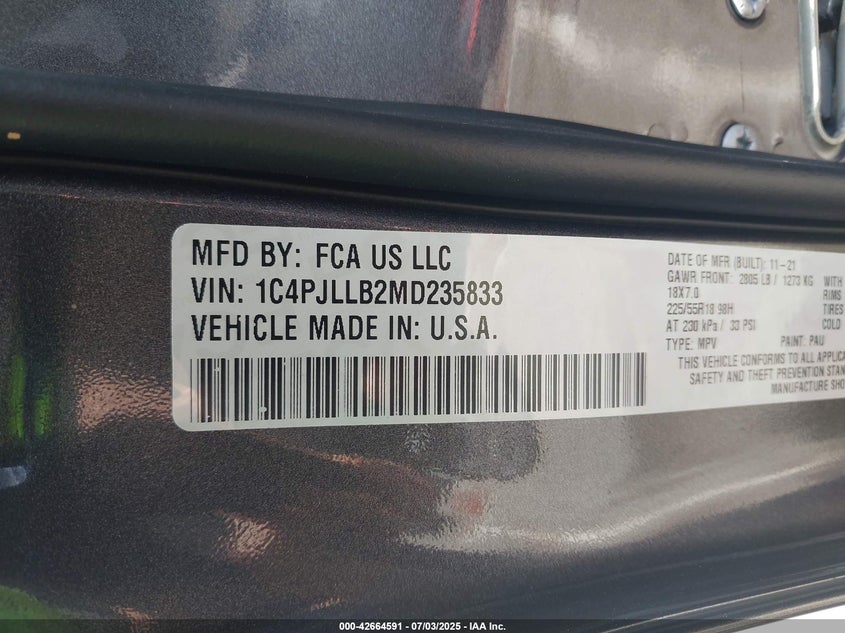 MFD BY: FCA US LLC
VIN: 1C4PJLLB2MD235833
VEHICLE MADE IN: U.S.A.
DATE OF MFR (BUILT): 11-21
GAWR FRONT: 2805 LB / 1273 KG WITH
18X7.0 RIMS
225/55R18 98H TIRES
AT 230 kPa / 33 PSI COLD
TYPE: MPV PAINT: PAU
THIS VEHICLE CONFORMS TO ALL APPLICA
SAFETY AND THEFT PREVENTION STAN
MANUFACTURE SHO
000-42664591 - 07/03/2025 - IAA Inc.